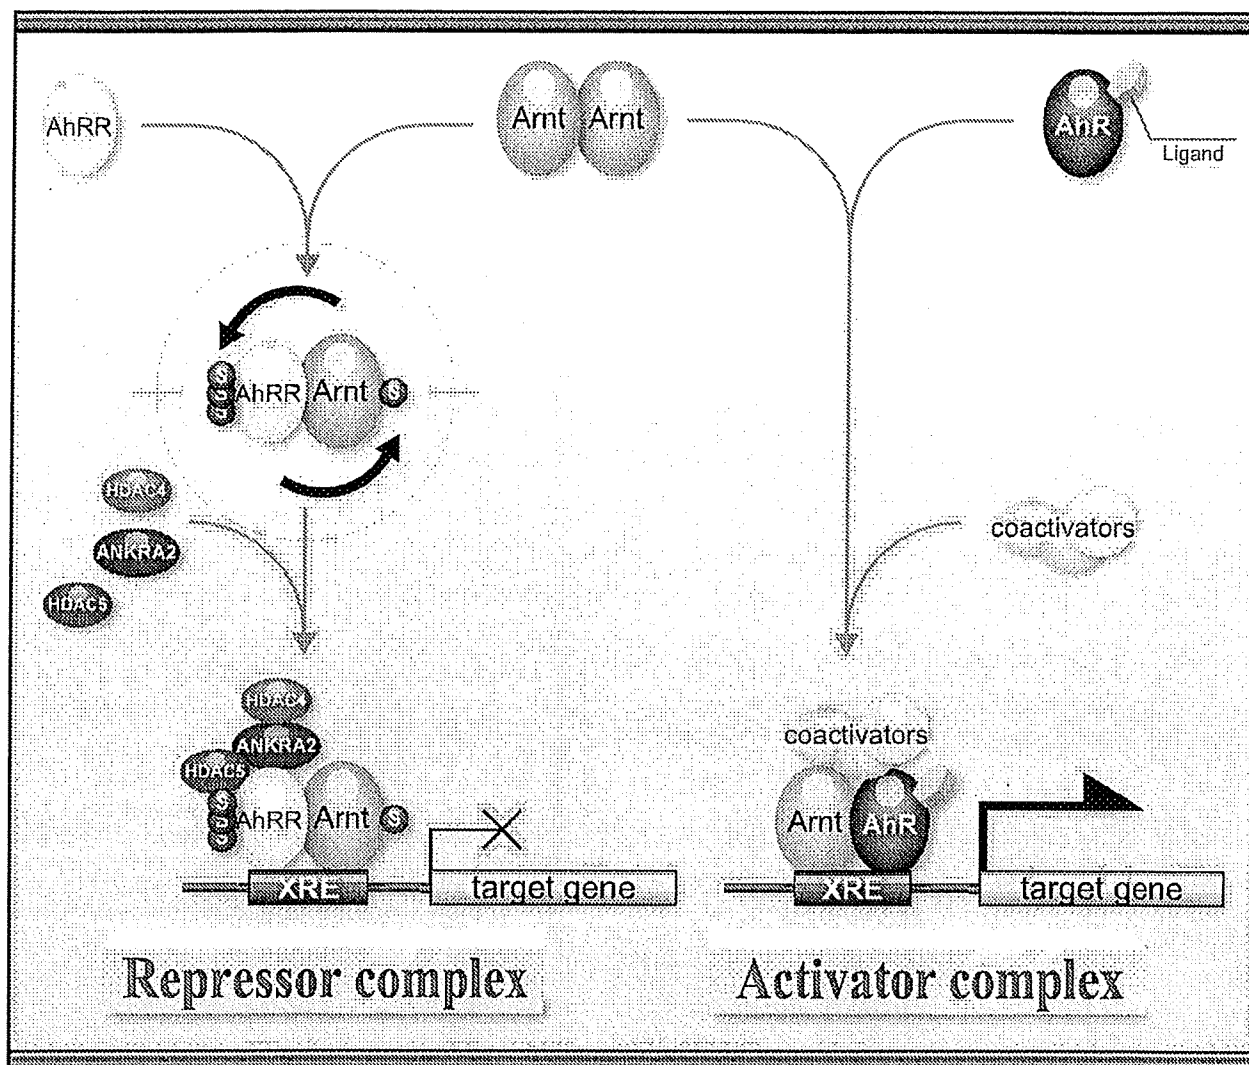 AhRR
Arnt Arnt
AhR
Ligand
S
S
S
AhRR Arnt
S
HDAC4
ANKRA2
HDAC5
coactivators
HDAC4
ANKRA2
HDAC5
S
S
S
AhRR Arnt
S
XRE
target gene
coactivators
Arnt AhR
XRE
target gene
Repressor complex
Activator complex